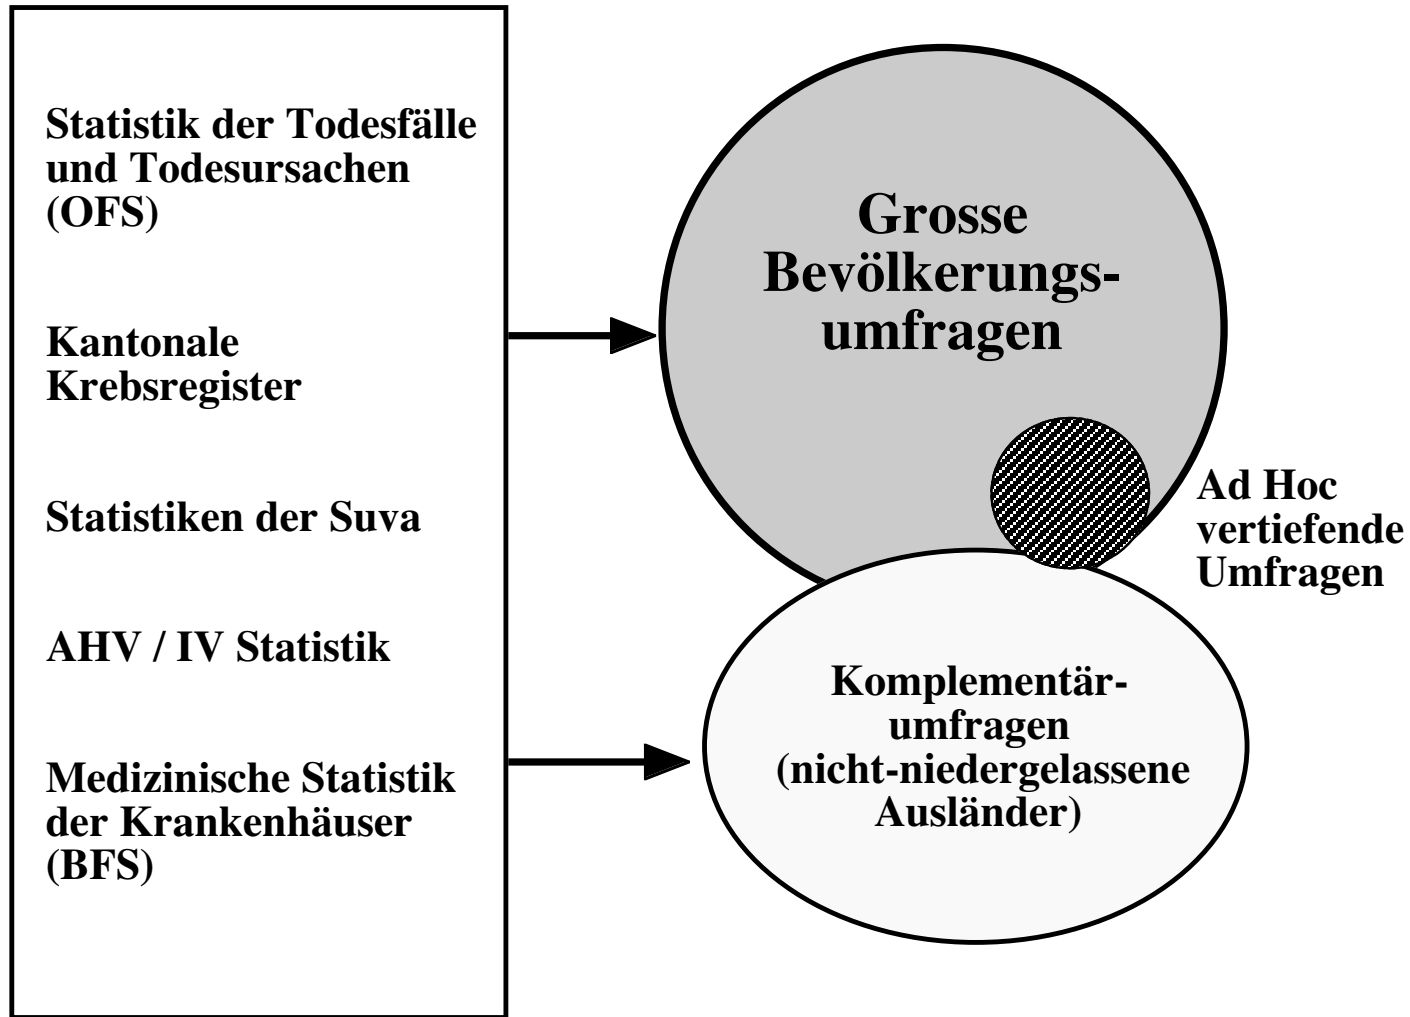 Statistik der Todesfälle
und Todesursachen
(OFS)
Kantonale
Krebsregister
Statistiken der Suva
AHV / IV Statistik
Medizinische Statistik
der Krankenhäuser
(BFS)
Grosse
Bevölkerungs-
umfragen
Ad Hoc
vertiefende
Umfragen
Komplementär-
umfragen
(nicht-niedergelassene
Ausländer)